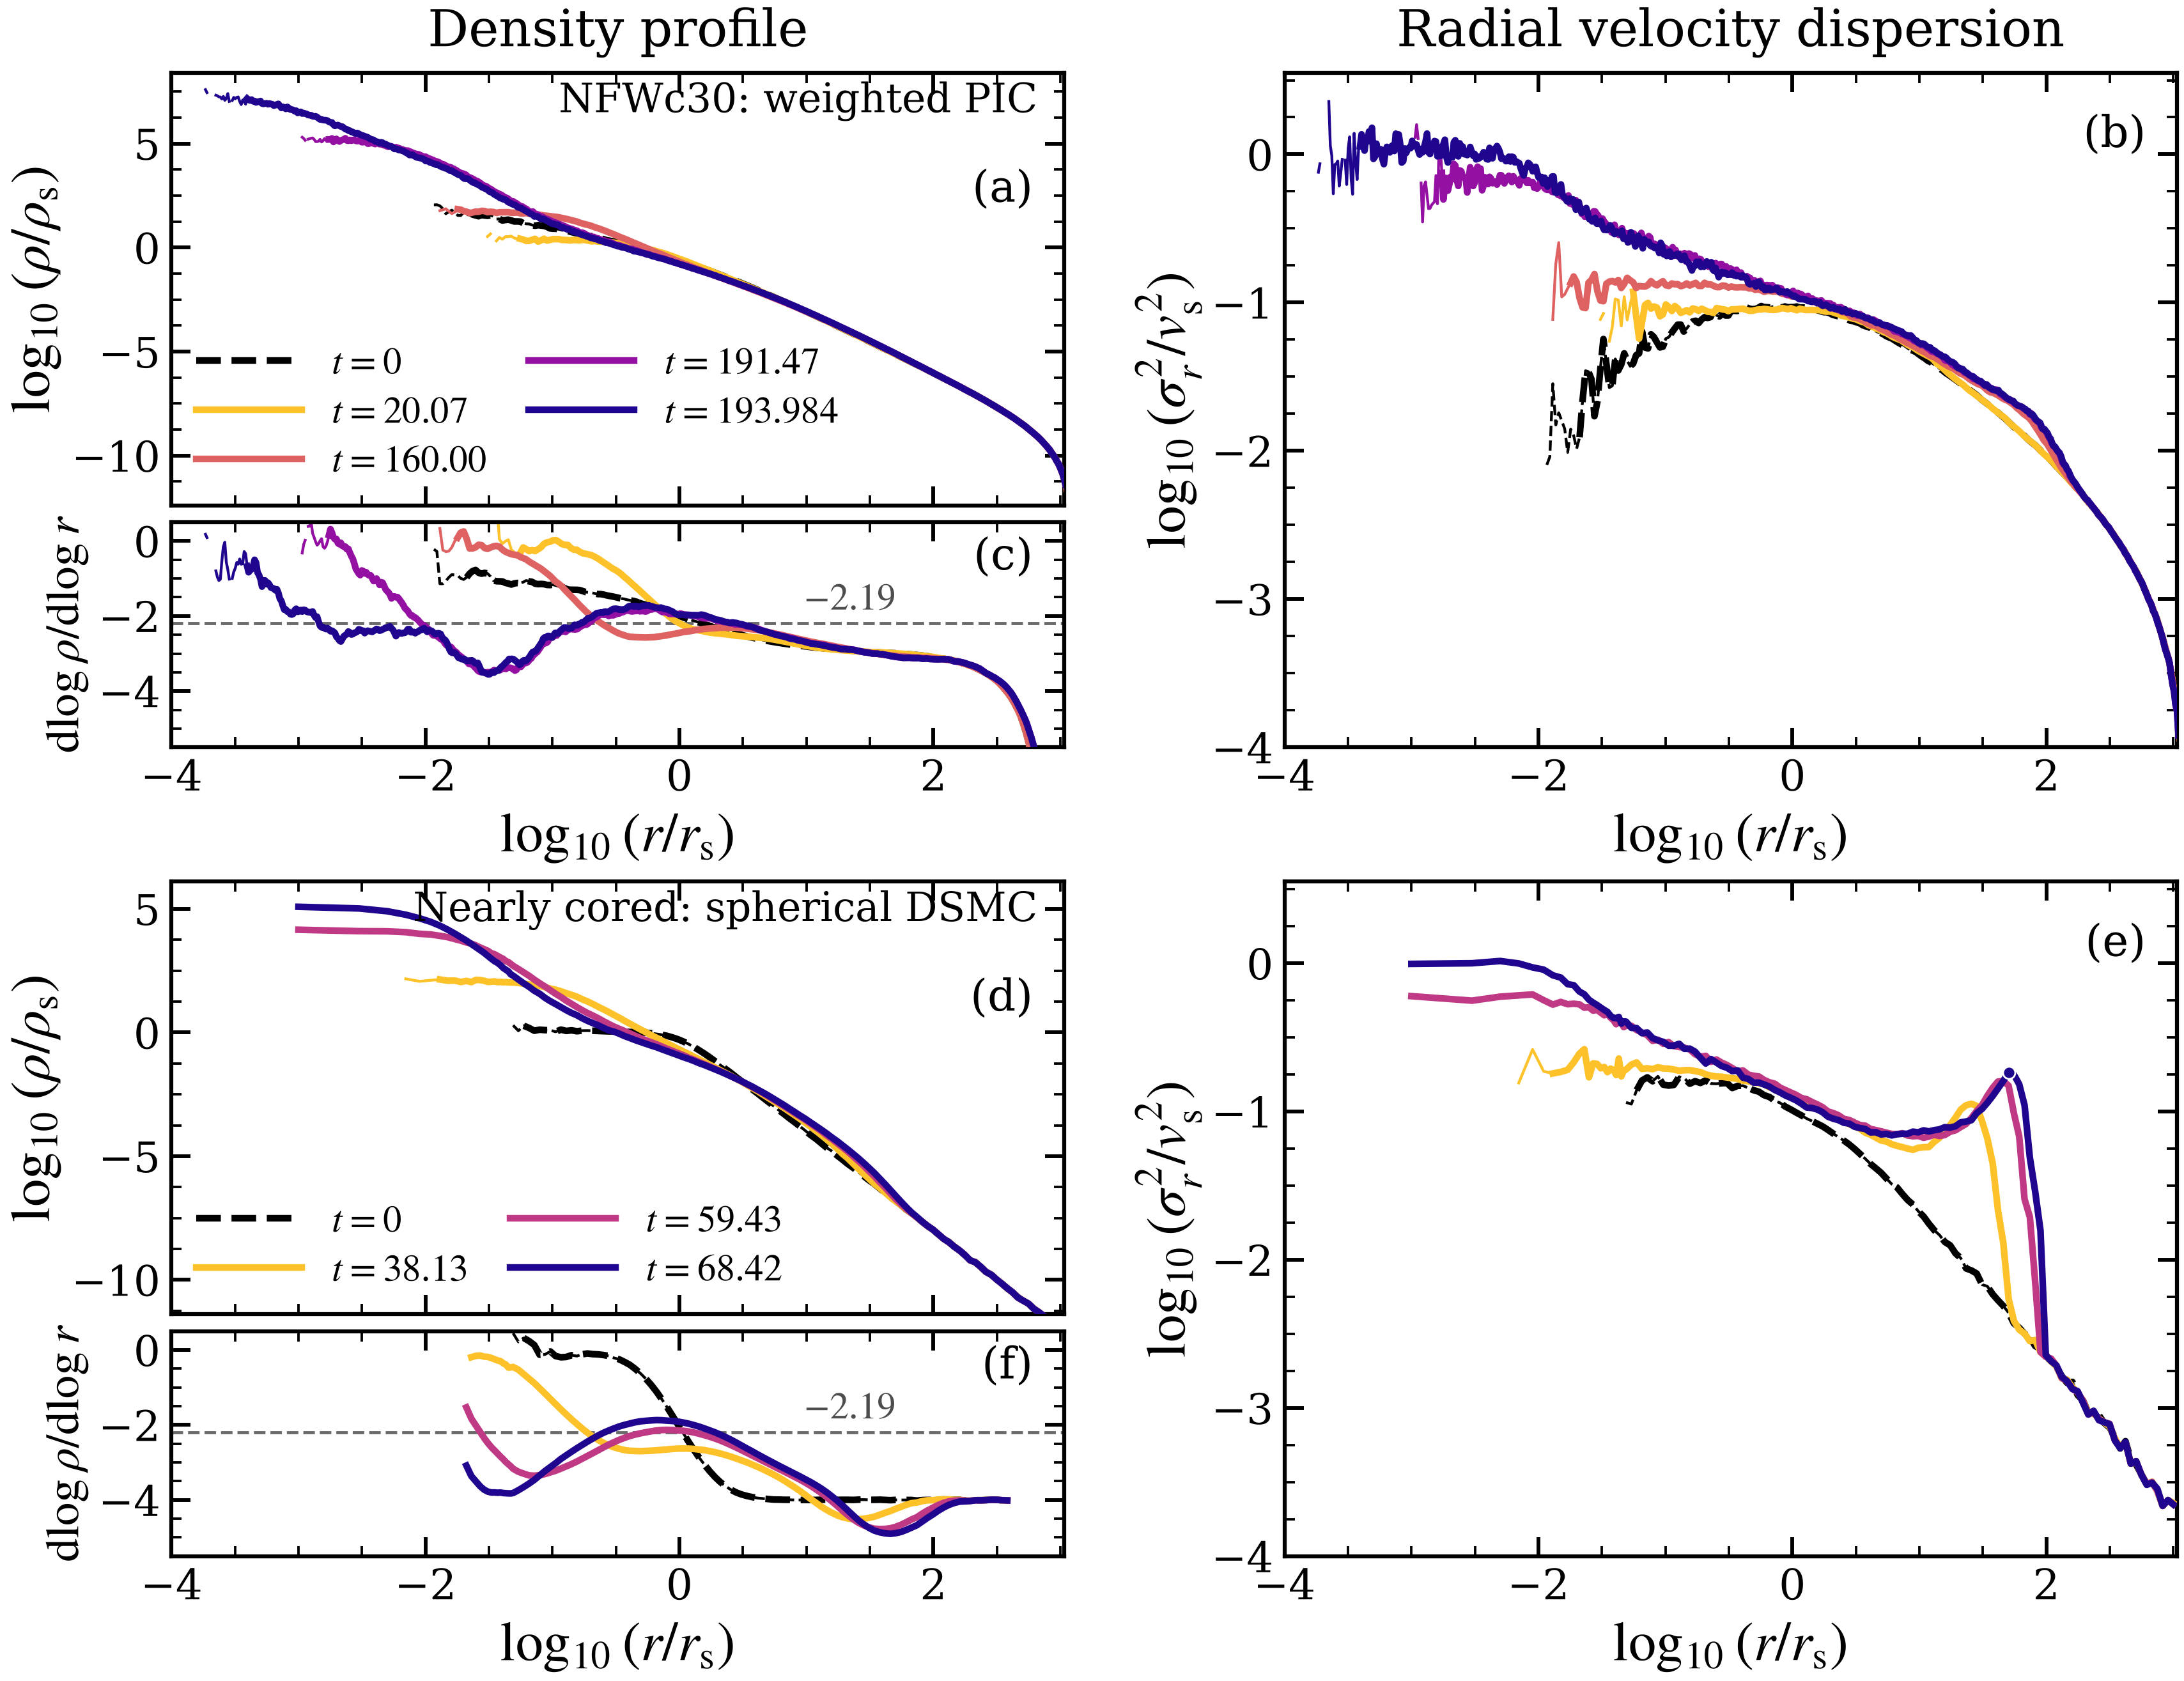 Density profile
Radial velocity dispersion
NFWc30: weighted PIC
(a)
log₁₀ (ρ/ρₛ)
5
0
−5
−10
t = 0
t = 20.07
t = 160.00
t = 191.47
t = 193.984
(c)
−2.19
dlog ρ/dlog r
0
−2
−4
−4
−2
0
2
log₁₀ (r/rₛ)
(b)
log₁₀ (σᵣ²/vₛ²)
0
−1
−2
−3
−4
−4
−2
0
2
log₁₀ (r/rₛ)
Nearly cored: spherical DSMC
(d)
log₁₀ (ρ/ρₛ)
5
0
−5
−10
t = 0
t = 38.13
t = 59.43
t = 68.42
(f)
−2.19
dlog ρ/dlog r
0
−2
−4
−4
−2
0
2
log₁₀ (r/rₛ)
(e)
log₁₀ (σᵣ²/vₛ²)
0
−1
−2
−3
−4
−4
−2
0
2
log₁₀ (r/rₛ)